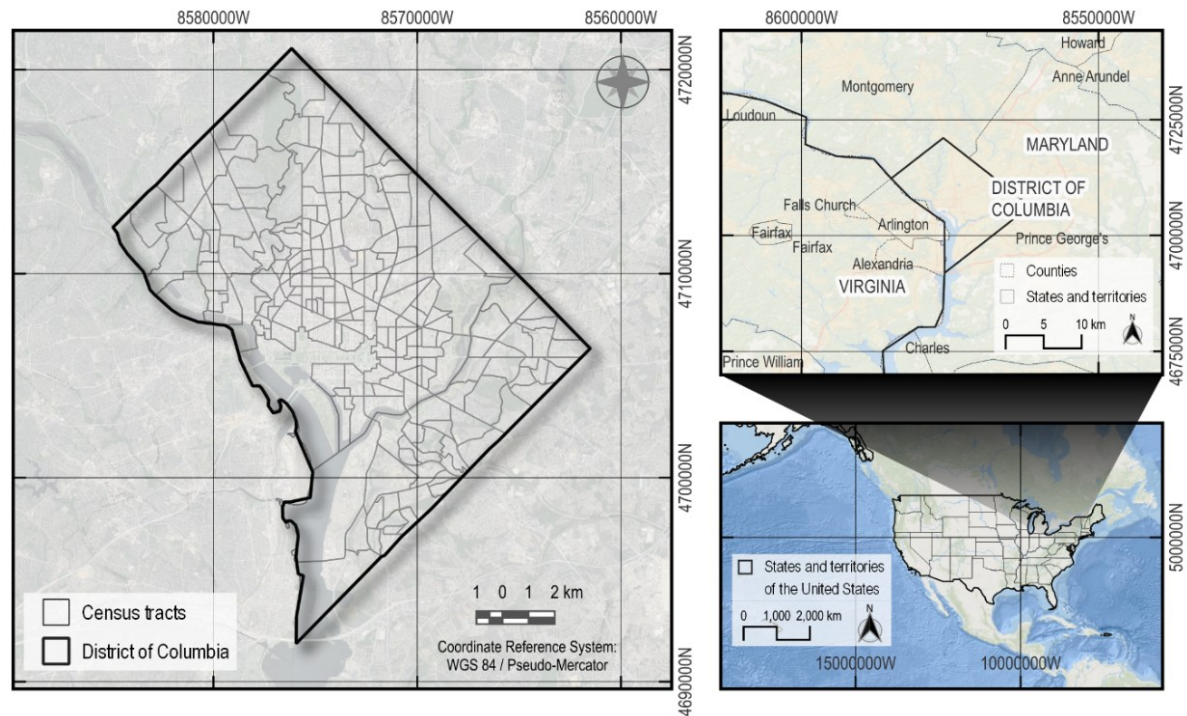 8580000W
8570000W
8560000W
4720000N
4710000N
4700000N
4690000N
Census tracts
District of Columbia
1 0 1 2 km
Coordinate Reference System:
WGS 84 / Pseudo-Mercator
8600000W
8550000W
Howard
Anne Arundel
Montgomery
Loudoun
4725000N
MARYLAND
DISTRICT OF
COLUMBIA
Falls Church
Arlington
Fairfax
Fairfax
Prince George's
4700000N
Alexandria
VIRGINIA
Counties
States and territories
0 5 10 km
N
Charles
Prince William
4675000N
5000000N
States and territories
of the United States
0 1,000 2,000 km
N
15000000W
10000000W